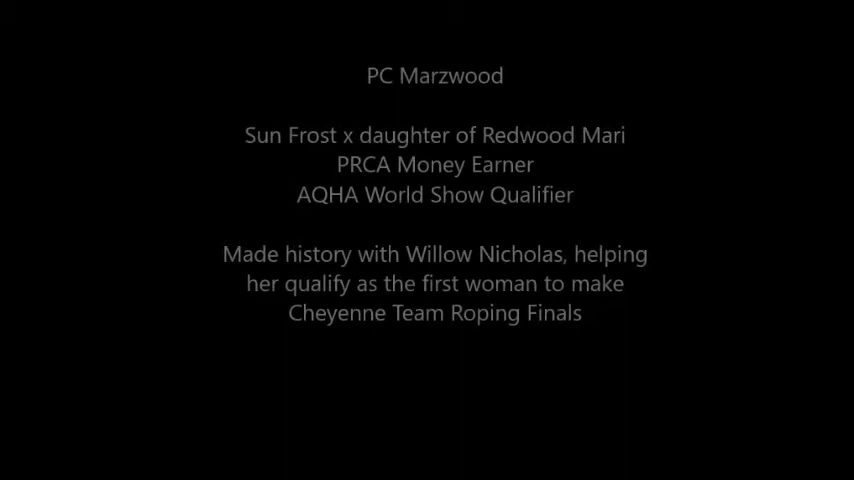 PC Marzwood
Sun Frost x daughter of Redwood Mari
PRCA Money Earner
AQHA World Show Qualifier
Made history with Willow Nicholas, helping
her qualify as the first woman to make
Cheyenne Team Roping Finals